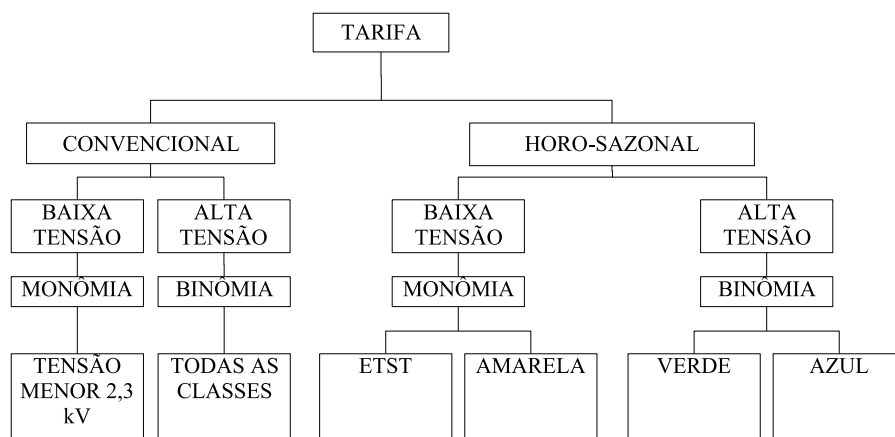 TARIFA
CONVENCIONAL
HORO-SAZONAL
BAIXA
TENSÃO
ALTA
TENSÃO
BAIXA
TENSÃO
ALTA
TENSÃO
MONÔMIA
BINÔMIA
MONÔMIA
BINÔMIA
TENSÃO
MENOR 2,3
kV
TODAS AS
CLASSES
ETST
AMARELA
VERDE
AZUL